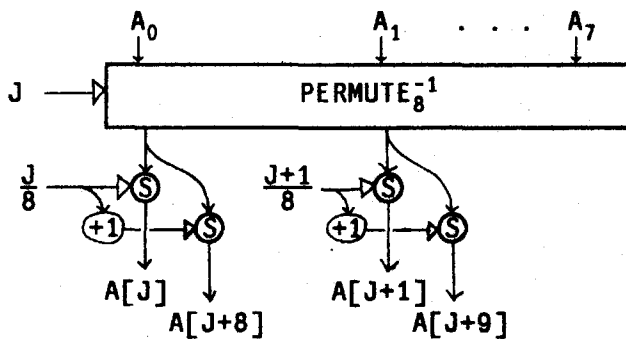 A₀ A₁ . . . A₇
J PERMUTE₈⁻¹
J/8 S J+1/8 S
+1 S +1 S
A[J] A[J+1]
A[J+8] A[J+9]